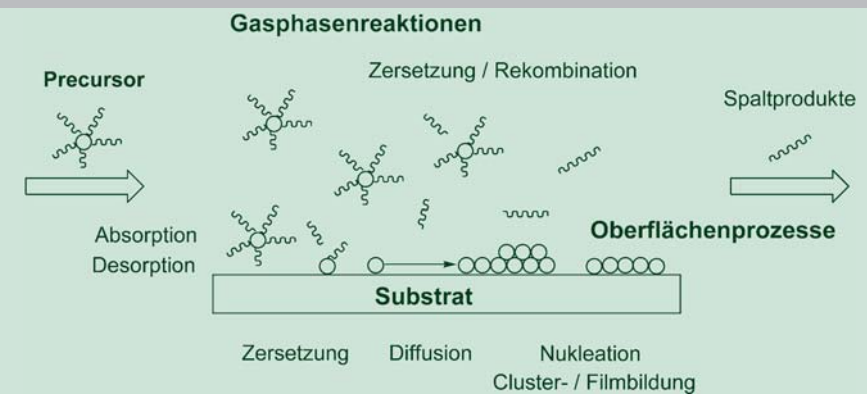 Gasphasenreaktionen
Precursor
Zersetzung / Rekombination
Spaltprodukte
Absorption
Desorption
Oberflächenprozesse
Substrat
Zersetzung
Diffusion
Nukleation
Cluster- / Filmbildung